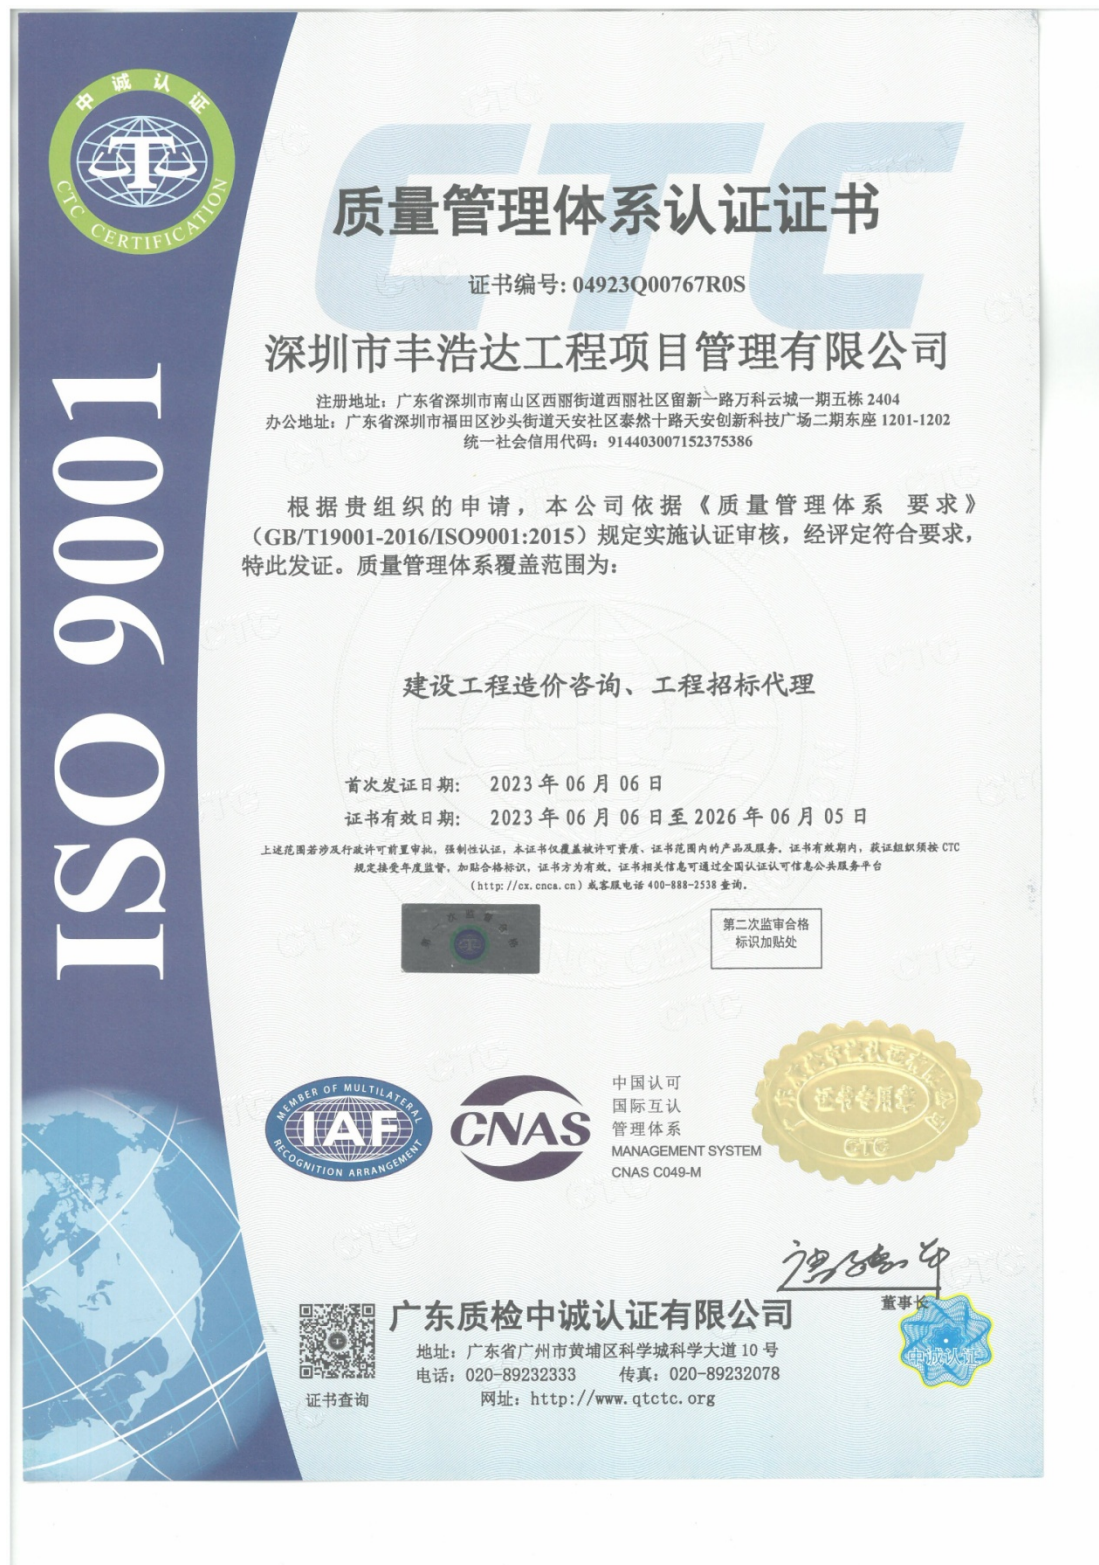 中诚认证
CTC CERTIFICATION
ISO 9001
CTC
质量管理体系认证证书
证书编号: 04923Q00767R0S
深圳市丰浩达工程项目管理有限公司
注册地址：广东省深圳市南山区西丽街道西丽社区留新一路万科云城一期五栋 2404
办公地址：广东省深圳市福田区沙头街道天安社区泰然十路天安创新科技广场二期东座 1201-1202
统一社会信用代码：914403007152375386
根据贵组织的申请，本公司依据《质量管理体系 要求》
（GB/T19001-2016/ISO9001:2015）规定实施认证审核，经评定符合要求，
特此发证。质量管理体系覆盖范围为：
建设工程造价咨询、工程招标代理
首次发证日期： 2023 年 06 月 06 日
证书有效日期： 2023 年 06 月 06 日至 2026 年 06 月 05 日
上述范围若涉及行政许可前置审批，强制性认证，本证书仅覆盖被许可资质、证书范围内的产品及服务。证书有效期内，获证组织须按 CTC
规定接受年度监督，加贴合格标识，证书方为有效。证书相关信息可通过全国认证认可信息公共服务平台
（http://cx.cnca.cn）或客服电话 400-888-2538 查询。
第二次监审合格
标识加贴处
MEMBER OF MULTILATERAL
IAF
RECOGNITION ARRANGEMENT
CNAS
中国认可
国际互认
管理体系
MANAGEMENT SYSTEM
CNAS C049-M
证书专用章
CTC
董事长
广东质检中诚认证有限公司
地址：广东省广州市黄埔区科学城科学大道 10 号
电话：020-89232333 传真：020-89232078
网址：http://www.qtctc.org
证书查询
中诚认证